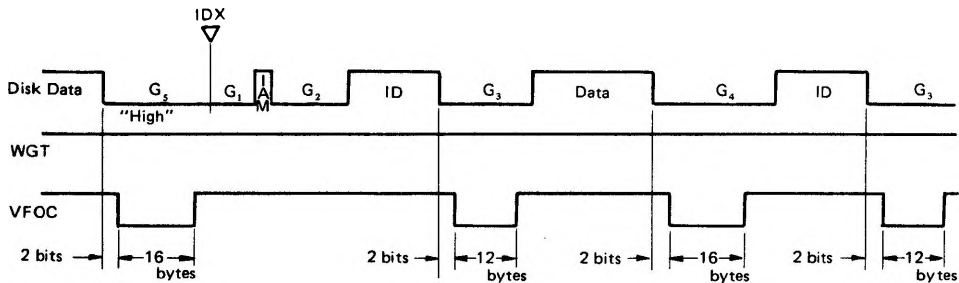 IDX
Disk Data G5 G1 IAM G2 ID G3 Data G4 ID G3
"High"
WGT
VFOC
2 bits 16 bytes 2 bits 12 bytes 2 bits 16 bytes 2 bits 12 bytes